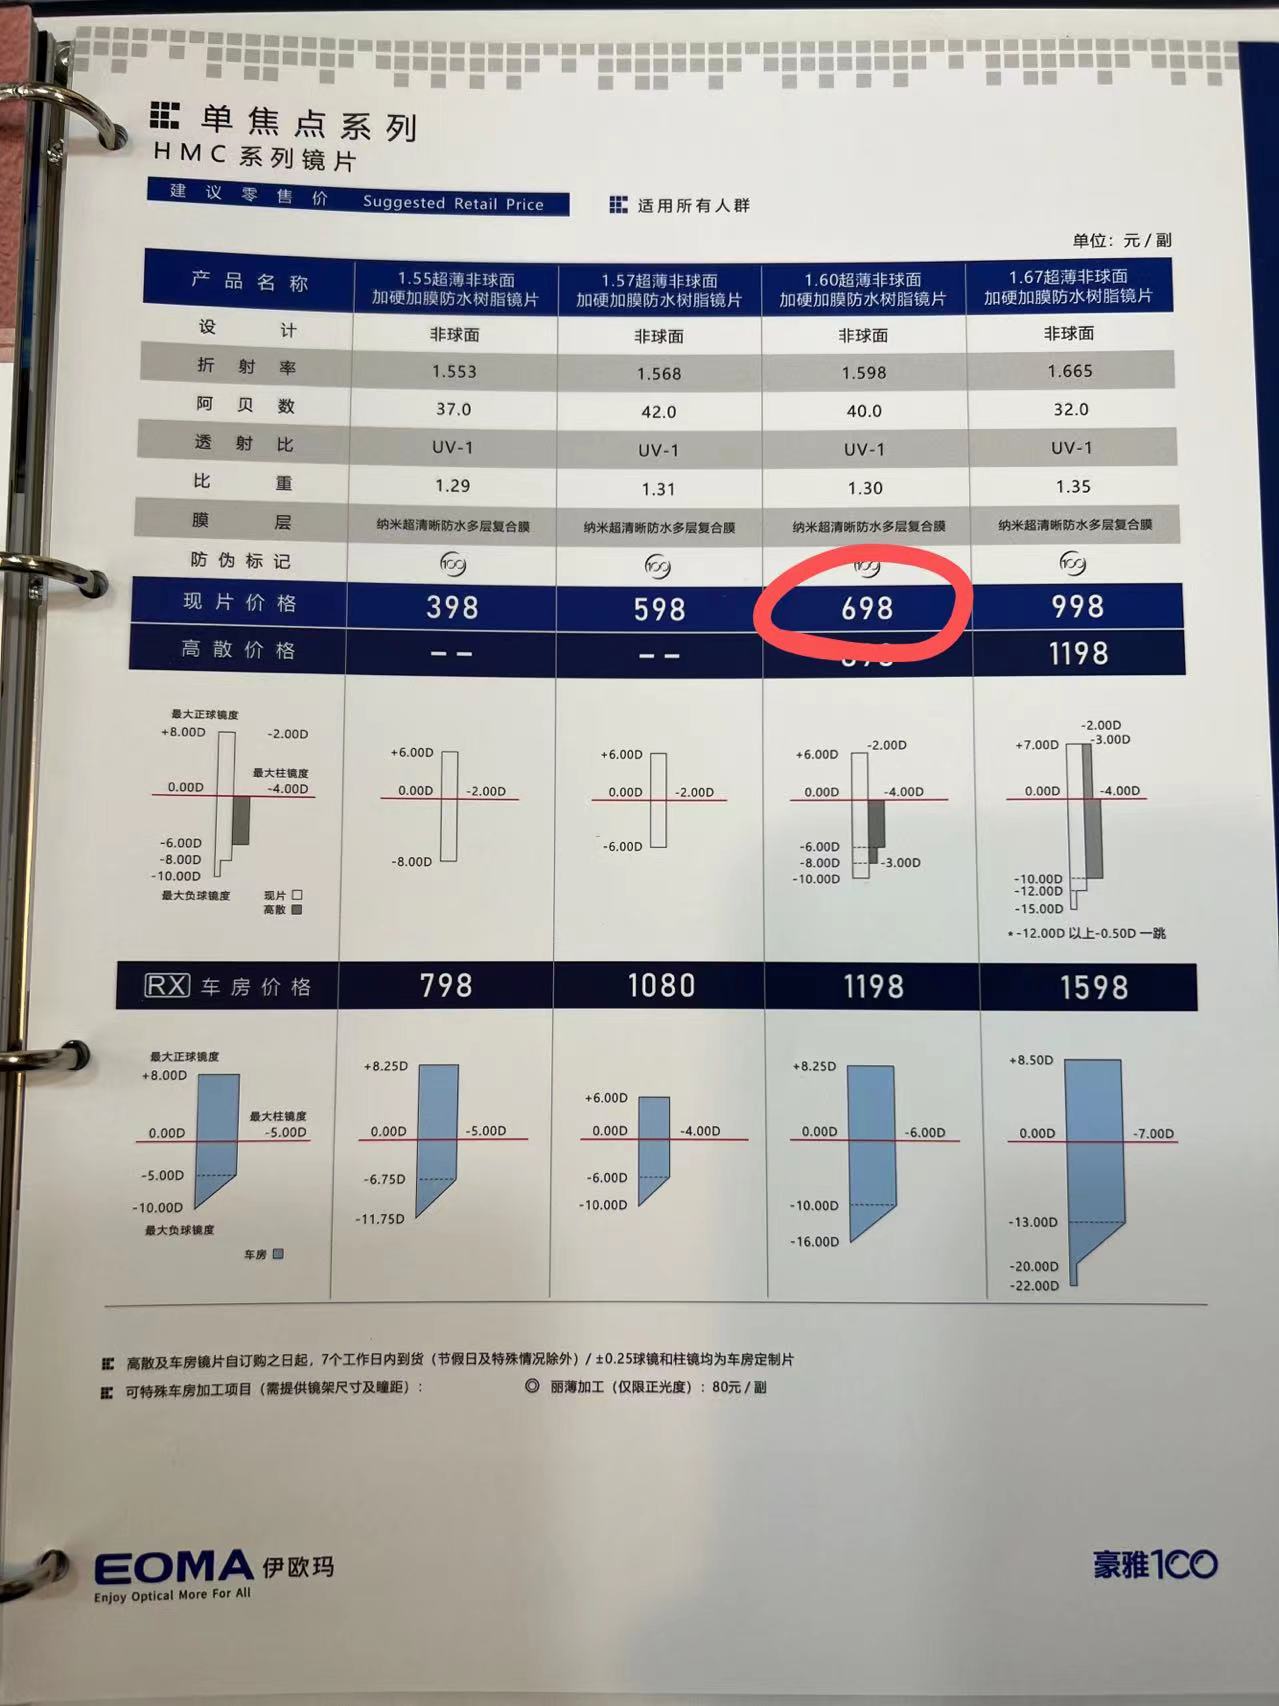 单焦点系列
HMC系列镜片
建议零售价 Suggested Retail Price 适用所有人群
单位：元/副
产品名称 1.55超薄非球面加硬加膜防水树脂镜片 1.57超薄非球面加硬加膜防水树脂镜片 1.60超薄非球面加硬加膜防水树脂镜片 1.67超薄非球面加硬加膜防水树脂镜片
设计 非球面 非球面 非球面 非球面
折射率 1.553 1.568 1.598 1.665
阿贝数 37.0 42.0 40.0 32.0
透射比 UV-1 UV-1 UV-1 UV-1
比重 1.29 1.31 1.30 1.35
膜层 纳米超清晰防水多层复合膜 纳米超清晰防水多层复合膜 纳米超清晰防水多层复合膜 纳米超清晰防水多层复合膜
防伪标记 100 100 100 100
现片价格 398 598 698 998
高散价格 -- -- 1198
最大正球镜度
+8.00D -2.00D
最大柱镜度
0.00D -4.00D
-6.00D
-8.00D
-10.00D
最大负球镜度 现片
高散
+6.00D
0.00D -2.00D
-8.00D
+6.00D
0.00D -2.00D
-6.00D
+6.00D -2.00D
0.00D -4.00D
-6.00D
-8.00D -3.00D
-10.00D
-2.00D
+7.00D -3.00D
0.00D -4.00D
-10.00D
-12.00D
-15.00D
*-12.00D以上-0.50D一跳
RX 车房价格 798 1080 1198 1598
最大正球镜度
+8.00D
最大柱镜度
0.00D -5.00D
-5.00D
-10.00D
最大负球镜度
车房
+8.25D
0.00D -5.00D
-6.75D
-11.75D
+6.00D
0.00D -4.00D
-6.00D
-10.00D
+8.25D
0.00D -6.00D
-10.00D
-16.00D
+8.50D
0.00D -7.00D
-13.00D
-20.00D
-22.00D
高散及车房镜片自订购之日起，7个工作日内到货（节假日及特殊情况除外）/ ±0.25球镜和柱镜均为车房定制片
可特殊车房加工项目（需提供镜架尺寸及瞳距）： ◎ 丽薄加工（仅限正光度）：80元/副
EOMA 伊欧玛
Enjoy Optical More For All
豪雅100